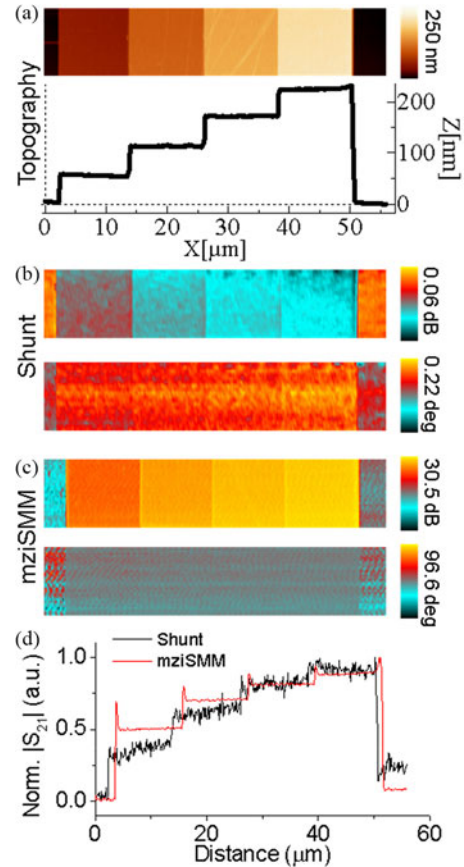 (a)
250 nm
Topography
200
100
0
Z[nm]
0 10 20 30 40 50
X[μm]
(b)
Shunt
0.06 dB
0.22 deg
(c)
mziSMM
30.5 dB
96.6 deg
(d)
Shunt
mziSMM
Norm. |S21| (a.u.)
1.0
0.5
0.0
0 20 40 60
Distance (μm)